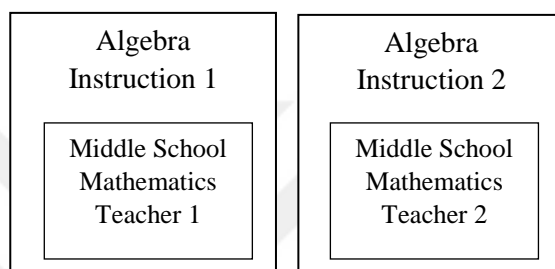 Algebra
Instruction 1
Middle School
Mathematics
Teacher 1
Algebra
Instruction 2
Middle School
Mathematics
Teacher 2